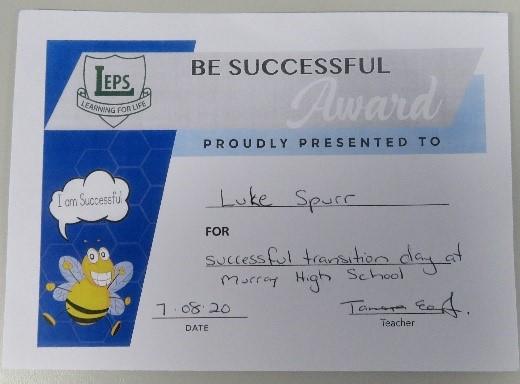 LEPS
LEARNING FOR LIFE
BE SUCCESSFUL
Award
PROUDLY PRESENTED TO
I am Successful
Luke Spurr
FOR
successful transition day at
Murray High School
7.08.20
DATE
Teacher